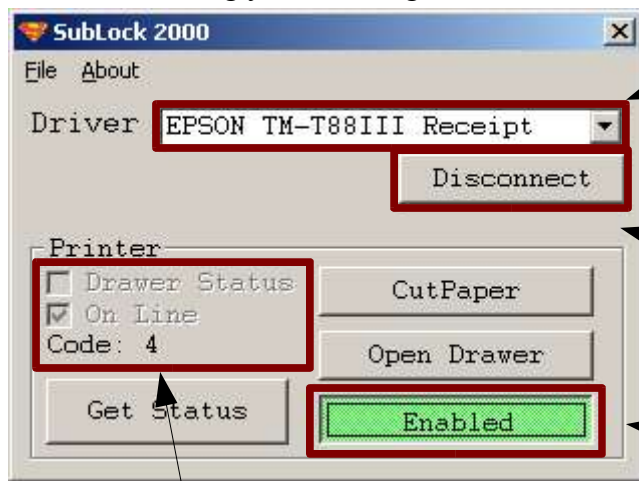 SubLock 2000
File About
Driver EPSON TM-T88III Receipt
Disconnect
Printer
Drawer Status
On Line
Code: 4
CutPaper
Open Drawer
Get Status
Enabled